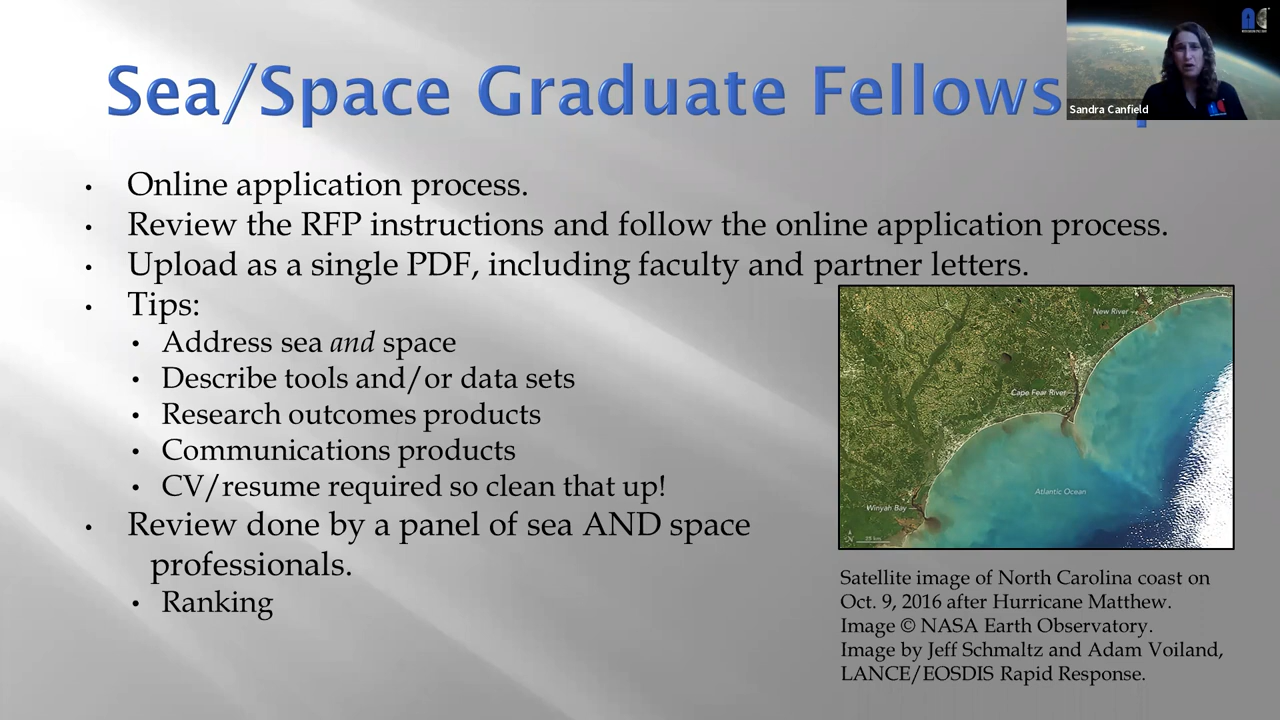 Sea/Space Graduate Fellows
Sandra Canfield
• Online application process.
• Review the RFP instructions and follow the online application process.
• Upload as a single PDF, including faculty and partner letters.
• Tips:
• Address sea and space
• Describe tools and/or data sets
• Research outcomes products
• Communications products
• CV/resume required so clean that up!
• Review done by a panel of sea AND space
professionals.
• Ranking
New River
Cape Fear River
Atlantic Ocean
Winyah Bay
N
Satellite image of North Carolina coast on
Oct. 9, 2016 after Hurricane Matthew.
Image © NASA Earth Observatory.
Image by Jeff Schmaltz and Adam Voiland,
LANCE/EOSDIS Rapid Response.